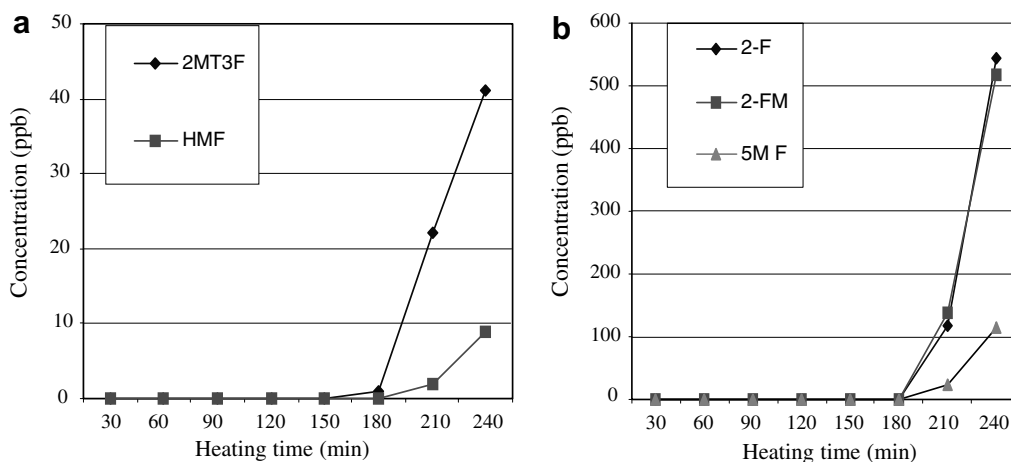 a
50
40
30
20
10
0
Concentration (ppb)
2MT3F
HMF
30 60 90 120 150 180 210 240
Heating time (min)
b
600
500
400
300
200
100
0
Concentration (ppb)
2-F
2-FM
5M F
30 60 90 120 150 180 210 240
Heating time (min)